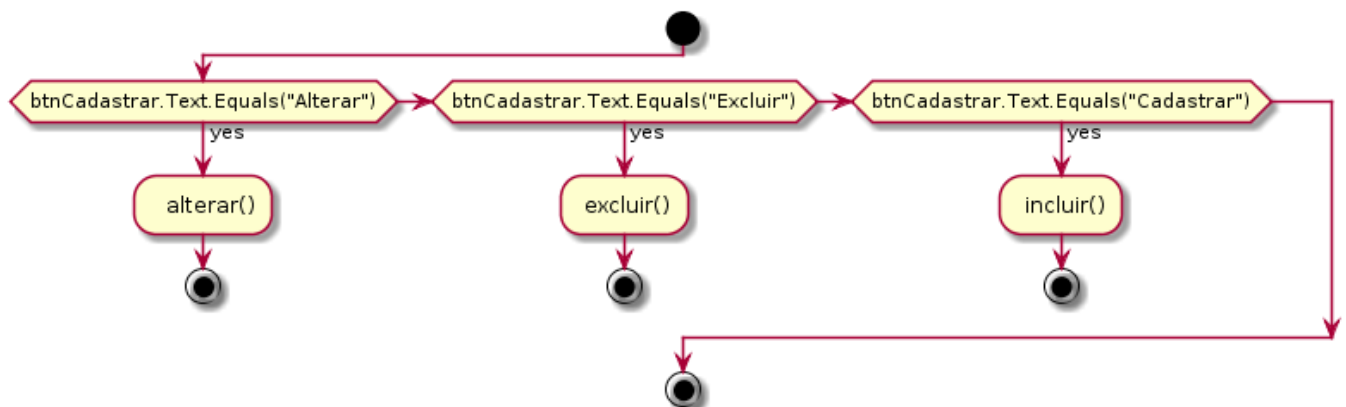 btnCadastrar.Text.Equals("Alterar")
btnCadastrar.Text.Equals("Excluir")
btnCadastrar.Text.Equals("Cadastrar")
yes
yes
yes
alterar()
excluir()
incluir()